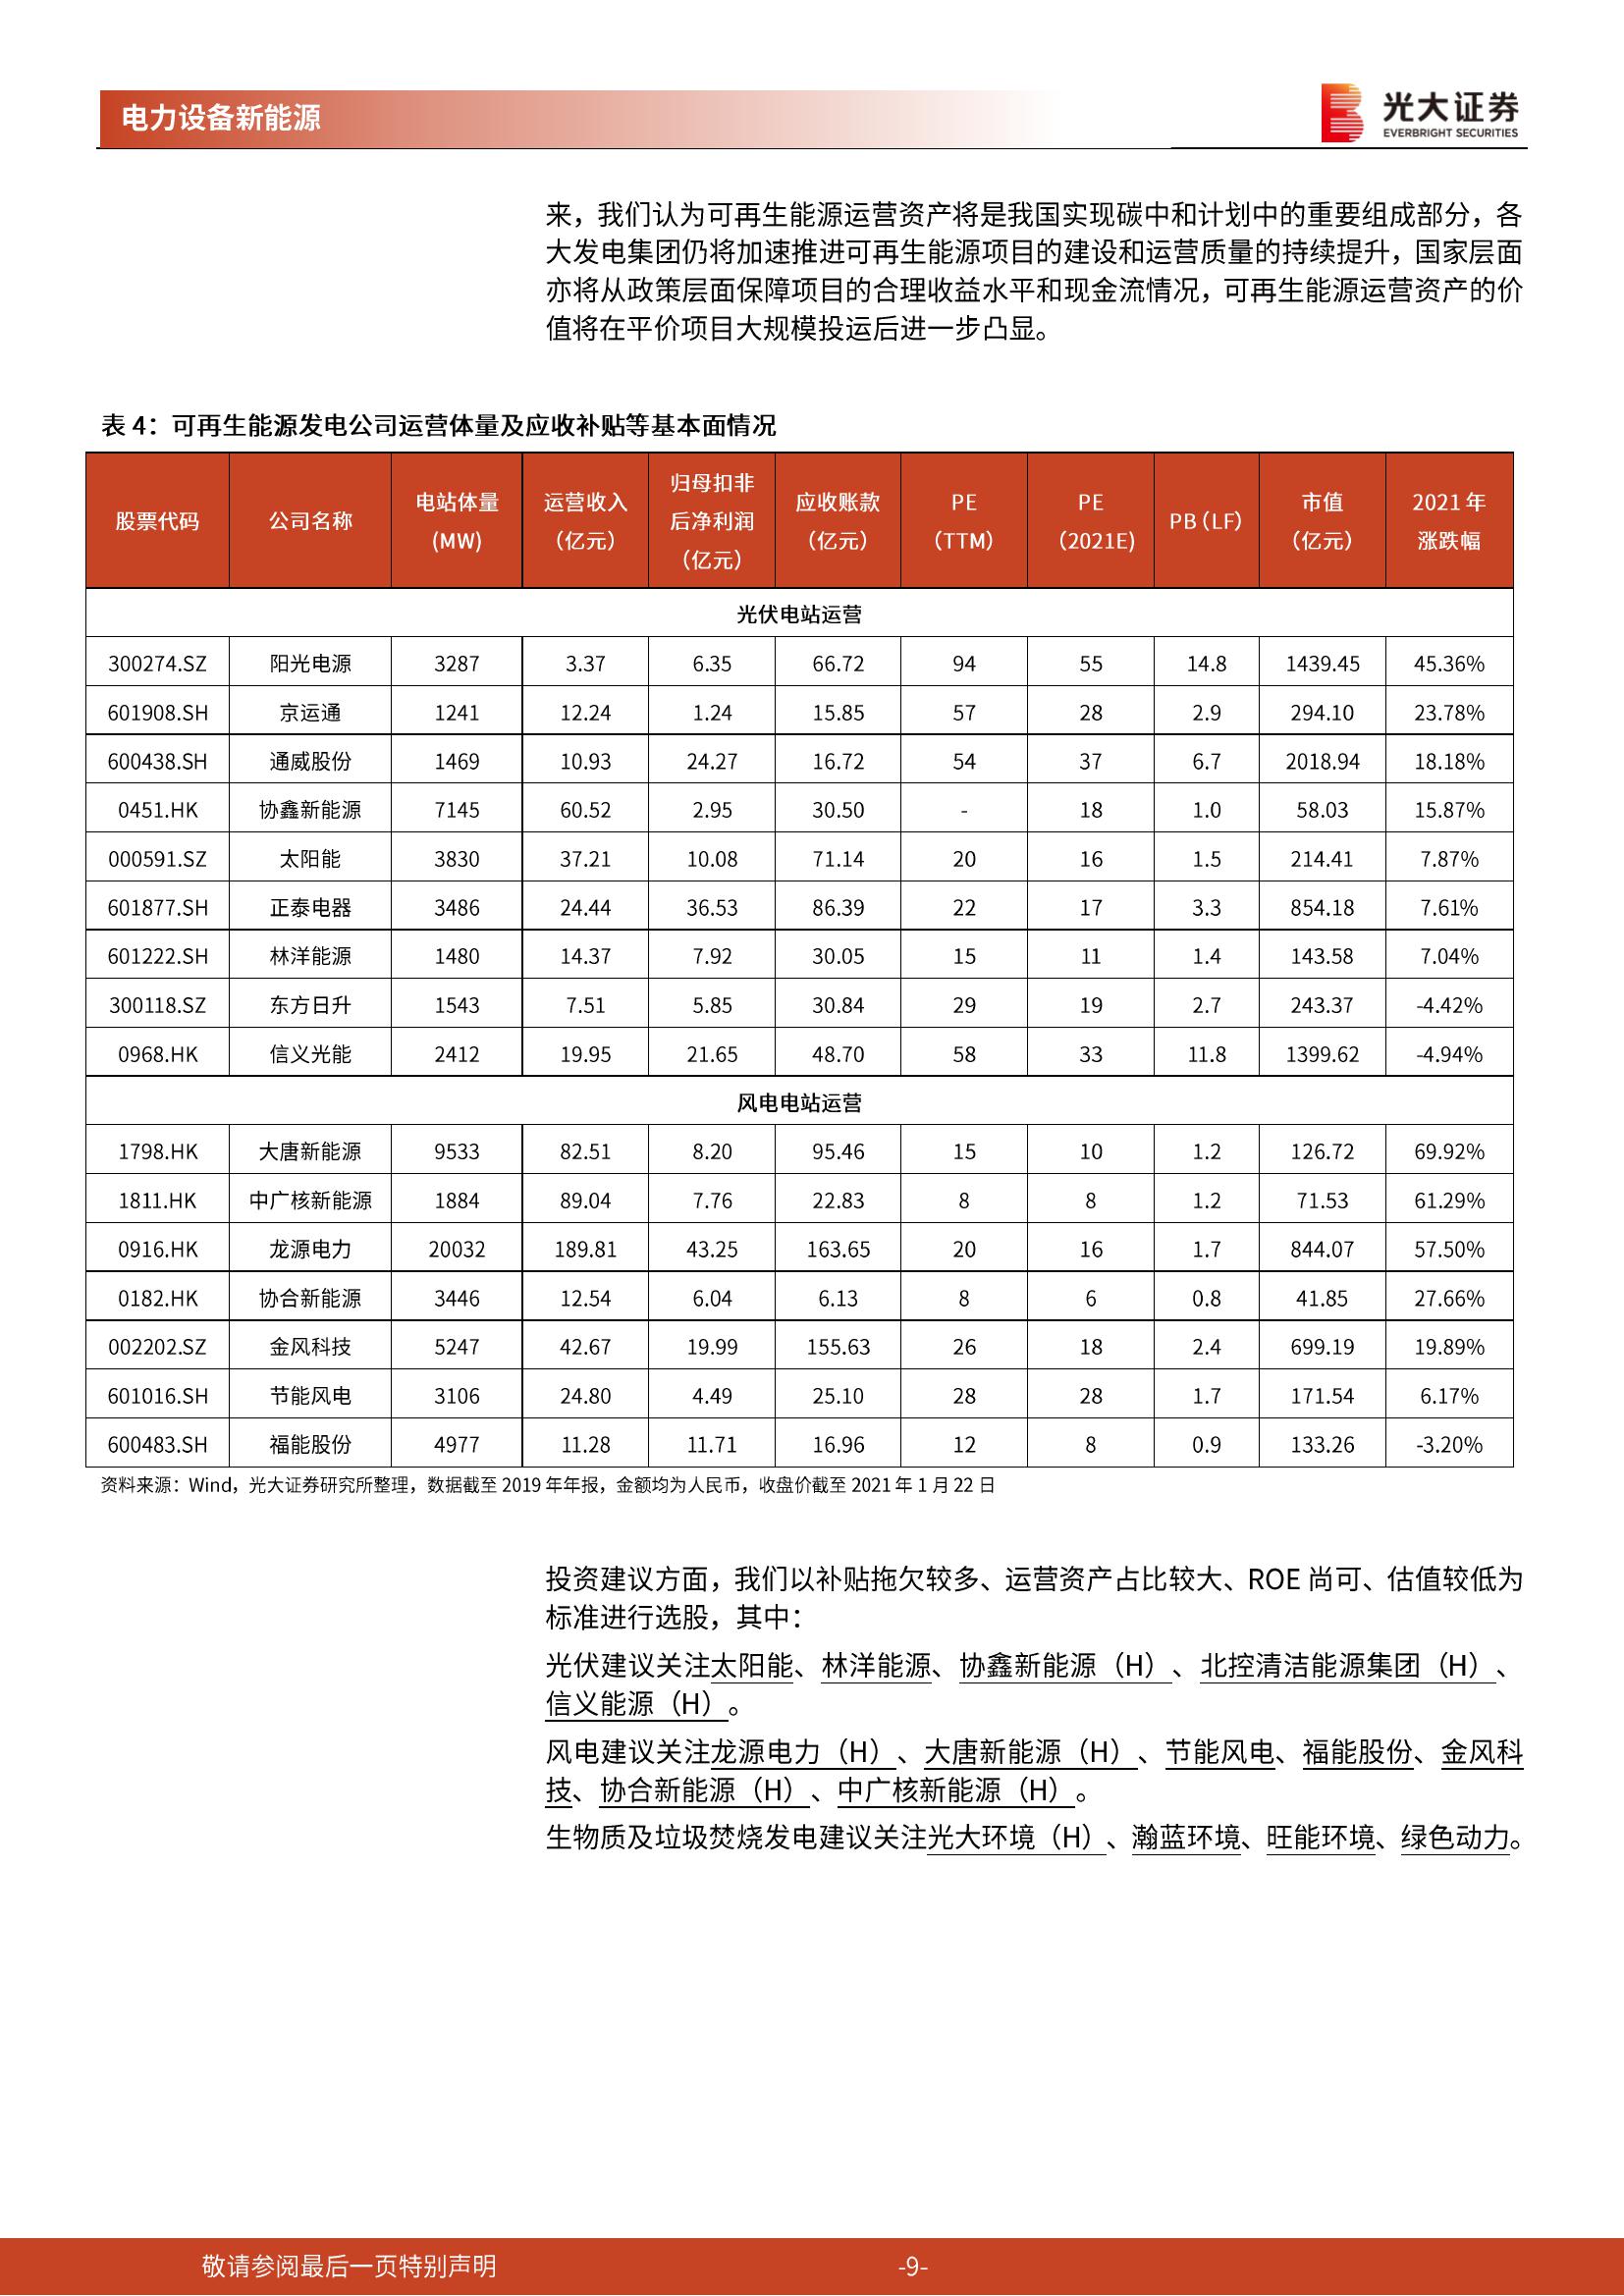 电力设备新能源
光大证券
EVERBRIGHT SECURITIES
来，我们认为可再生能源运营资产将是我国实现碳中和计划中的重要组成部分，各
大发电集团仍将加速推进可再生能源项目的建设和运营质量的持续提升，国家层面
亦将从政策层面保障项目的合理收益水平和现金流情况，可再生能源运营资产的价
值将在平价项目大规模投运后进一步凸显。
表 4：可再生能源发电公司运营体量及应收补贴等基本面情况
股票代码 公司名称 电站体量(MW) 运营收入（亿元） 归母扣非后净利润（亿元） 应收账款（亿元） PE（TTM） PE（2021E） PB（LF） 市值（亿元） 2021 年涨跌幅
光伏电站运营
300274.SZ 阳光电源 3287 3.37 6.35 66.72 94 55 14.8 1439.45 45.36%
601908.SH 京运通 1241 12.24 1.24 15.85 57 28 2.9 294.10 23.78%
600438.SH 通威股份 1469 10.93 24.27 16.72 54 37 6.7 2018.94 18.18%
0451.HK 协鑫新能源 7145 60.52 2.95 30.50 - 18 1.0 58.03 15.87%
000591.SZ 太阳能 3830 37.21 10.08 71.14 20 16 1.5 214.41 7.87%
601877.SH 正泰电器 3486 24.44 36.53 86.39 22 17 3.3 854.18 7.61%
601222.SH 林洋能源 1480 14.37 7.92 30.05 15 11 1.4 143.58 7.04%
300118.SZ 东方日升 1543 7.51 5.85 30.84 29 19 2.7 243.37 -4.42%
0968.HK 信义光能 2412 19.95 21.65 48.70 58 33 11.8 1399.62 -4.94%
风电电站运营
1798.HK 大唐新能源 9533 82.51 8.20 95.46 15 10 1.2 126.72 69.92%
1811.HK 中广核新能源 1884 89.04 7.76 22.83 8 8 1.2 71.53 61.29%
0916.HK 龙源电力 20032 189.81 43.25 163.65 20 16 1.7 844.07 57.50%
0182.HK 协合新能源 3446 12.54 6.04 6.13 8 6 0.8 41.85 27.66%
002202.SZ 金风科技 5247 42.67 19.99 155.63 26 18 2.4 699.19 19.89%
601016.SH 节能风电 3106 24.80 4.49 25.10 28 28 1.7 171.54 6.17%
600483.SH 福能股份 4977 11.28 11.71 16.96 12 8 0.9 133.26 -3.20%
资料来源：Wind，光大证券研究所整理，数据截至 2019 年年报，金额均为人民币，收盘价截至 2021 年 1 月 22 日
投资建议方面，我们以补贴拖欠较多、运营资产占比较大、ROE 尚可、估值较低为
标准进行选股，其中：
光伏建议关注太阳能、林洋能源、协鑫新能源（H）、北控清洁能源集团（H）、
信义能源（H）。
风电建议关注龙源电力（H）、大唐新能源（H）、节能风电、福能股份、金风科
技、协合新能源（H）、中广核新能源（H）。
生物质及垃圾焚烧发电建议关注光大环境（H）、瀚蓝环境、旺能环境、绿色动力。
敬请参阅最后一页特别声明
-9-